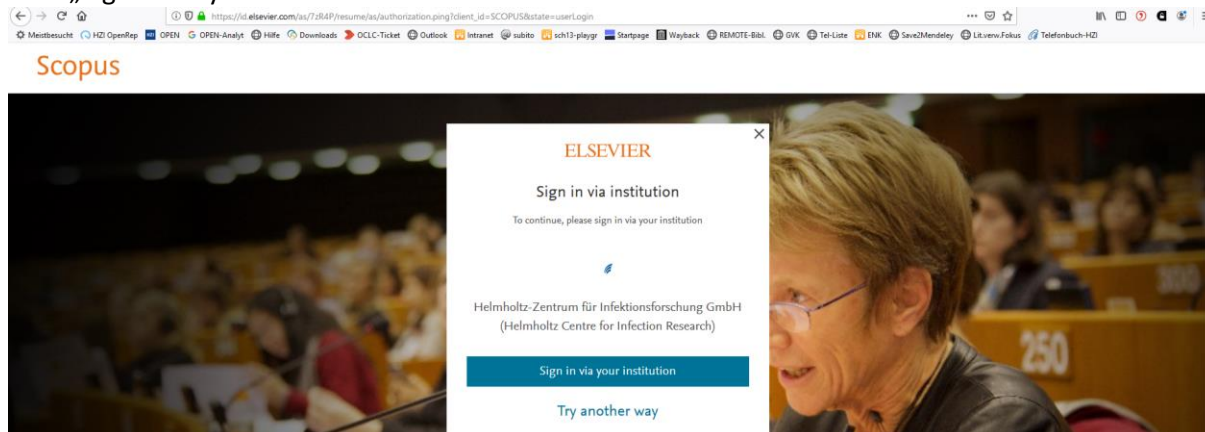 https://id.elsevier.com/as/7zR4P/resume/as/authorization.ping?client_id=SCOPUS&state=userLogin
Meistbesucht HZI OpenRep OPEN OPEN-Analyt Hilfe Downloads OCLC-Ticket Outlook Intranet subito sch13-playgr Startpage Wayback REMOTE-Bibl. GVK Tel-Liste ENK Save2Mendeley Lit.verw.Fokus Telefonbuch-HZI
Scopus
ELSEVIER
Sign in via institution
To continue, please sign in via your institution
Helmholtz-Zentrum für Infektionsforschung GmbH
(Helmholtz Centre for Infection Research)
Sign in via your institution
Try another way
250